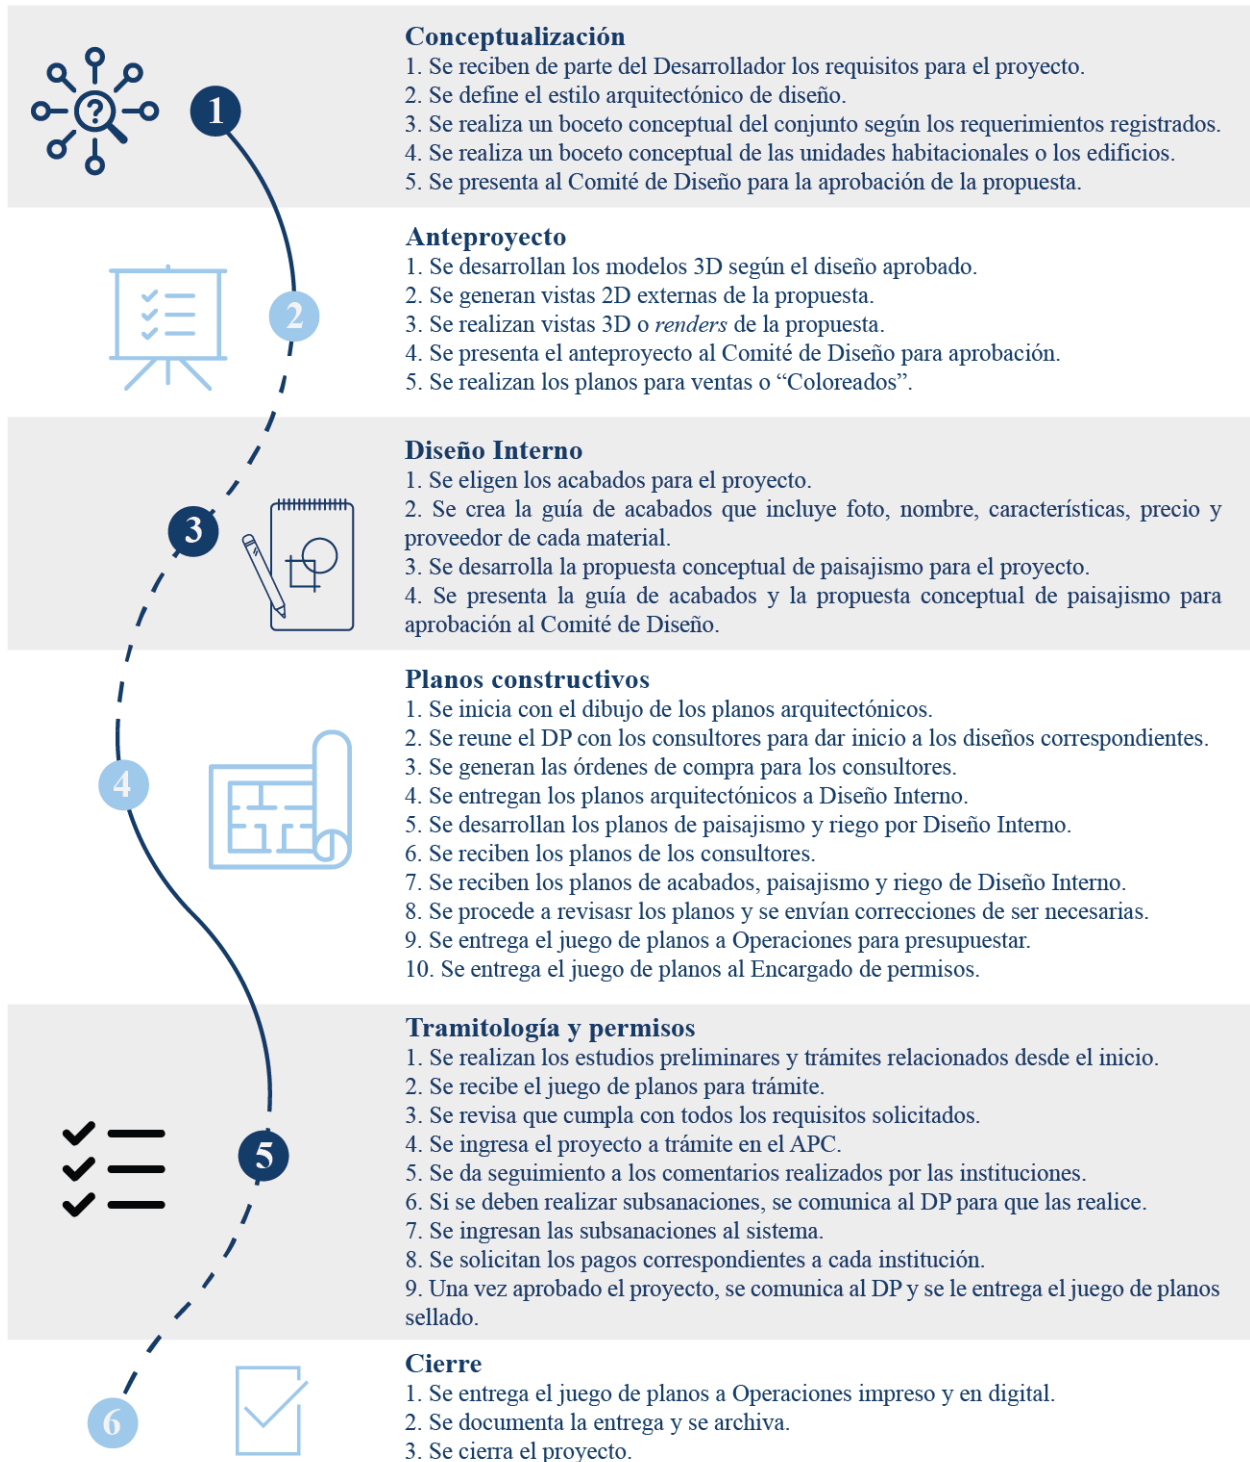 Conceptualización
1. Se reciben de parte del Desarrollador los requisitos para el proyecto.
1
2. Se define el estilo arquitectónico de diseño.
3. Se realiza un boceto conceptual del conjunto según los requerimientos registrados.
4. Se realiza un boceto conceptual de las unidades habitacionales o los edificios.
5. Se presenta al Comité de Diseño para la aprobación de la propuesta.
?
Anteproyecto
1. Se desarrollan los modelos 3D según el diseño aprobado.
2. Se generan vistas 2D externas de la propuesta.
2
3. Se realizan vistas 3D o renders de la propuesta.
4. Se presenta el anteproyecto al Comité de Diseño para aprobación.
5. Se realizan los planos para ventas o “Coloreados”.
Diseño Interno
1. Se eligen los acabados para el proyecto.
2. Se crea la guía de acabados que incluye foto, nombre, características, precio y
3
proveedor de cada material.
3. Se desarrolla la propuesta conceptual de paisajismo para el proyecto.
4. Se presenta la guía de acabados y la propuesta conceptual de paisajismo para
aprobación al Comité de Diseño.
Planos constructivos
1. Se inicia con el dibujo de los planos arquitectónicos.
2. Se reune el DP con los consultores para dar inicio a los diseños correspondientes.
3. Se generan las órdenes de compra para los consultores.
4
4. Se entregan los planos arquitectónicos a Diseño Interno.
5. Se desarrollan los planos de paisajismo y riego por Diseño Interno.
6. Se reciben los planos de los consultores.
7. Se reciben los planos de acabados, paisajismo y riego de Diseño Interno.
8. Se procede a revisasr los planos y se envían correcciones de ser necesarias.
9. Se entrega el juego de planos a Operaciones para presupuestar.
10. Se entrega el juego de planos al Encargado de permisos.
Tramitología y permisos
1. Se realizan los estudios preliminares y trámites relacionados desde el inicio.
2. Se recibe el juego de planos para trámite.
3. Se revisa que cumpla con todos los requisitos solicitados.
4. Se ingresa el proyecto a trámite en el APC.
5
5. Se da seguimiento a los comentarios realizados por las instituciones.
6. Si se deben realizar subsanaciones, se comunica al DP para que las realice.
7. Se ingresan las subsanaciones al sistema.
8. Se solicitan los pagos correspondientes a cada institución.
9. Una vez aprobado el proyecto, se comunica al DP y se le entrega el juego de planos
sellado.
Cierre
1. Se entrega el juego de planos a Operaciones impreso y en digital.
6
2. Se documenta la entrega y se archiva.
3. Se cierra el proyecto.